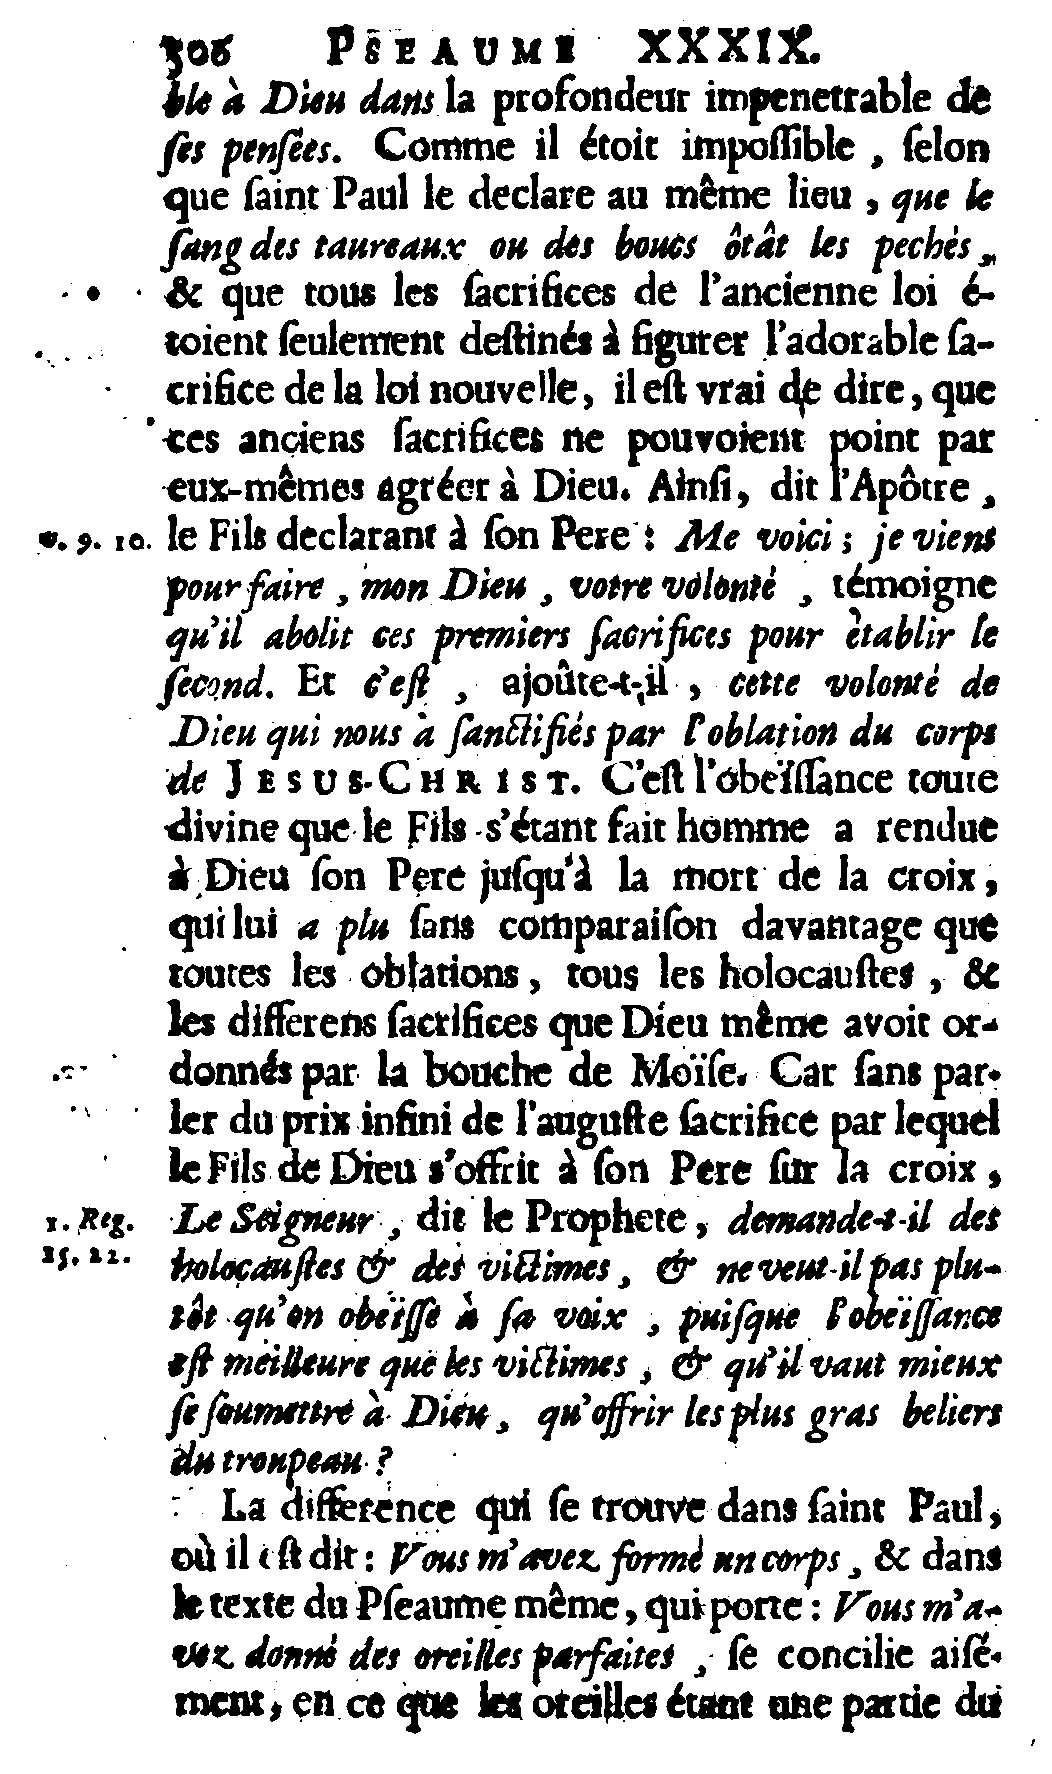 306 PSEAUME XXXIX.
ble à Dieu dans la profondeur impenetrable de
ſes penſées. Comme il étoit impoſſible, ſelon
que ſaint Paul le declare au même lieu, que le
ſang des taureaux ou des boucs ôtât les pechés,
& que tous les ſacrifices de l'ancienne loi é-
toient ſeulement deſtinés à figurer l'adorable ſa-
crifice de la loi nouvelle, il eſt vrai de dire, que
ces anciens ſacrifices ne pouvoient point par
eux-mêmes agréer à Dieu. Ainſi, dit l'Apôtre,
v. 9. 10. le Fils declarant à ſon Pere : Me voici ; je viens
pour faire, mon Dieu, votre volonté, témoigne
qu'il abolit ces premiers ſacrifices pour ètablir le
ſecond. Et c'eſt, ajoûte-t-il, cette volonté de
Dieu qui nous à ſanctifiés par l'oblation du corps
de JESUS-CHRIST. C'eſt l'obeïſſance toute
divine que le Fils s'étant fait homme a rendue
à Dieu ſon Pere juſqu'à la mort de la croix,
qui lui a plu ſans comparaiſon davantage que
toutes les oblations, tous les holocauſtes, &
les differens ſacrifices que Dieu même avoit or-
donnés par la bouche de Moïſe. Car ſans par-
ler du prix infini de l'auguſte ſacrifice par lequel
le Fils de Dieu s'offrit à ſon Pere ſur la croix,
1. Reg. Le Seigneur, dit le Prophete, demande-t-il des
15. 22. holocauſtes & des victimes, & ne veut-il pas plu-
tôt qu'on obeïſſe à ſa voix, puiſque l'obeïſſance
eſt meilleure que les victimes, & qu'il vaut mieux
ſe ſoumettre à Dieu, qu'offrir les plus gras beliers
du troupeau ?
La difference qui ſe trouve dans ſaint Paul,
où il eſt dit : Vous m'avez formé un corps, & dans
le texte du Pſeaume même, qui porte : Vous m'a-
vez donné des oreilles parfaites, ſe concilie aiſé-
ment, en ce que les oreilles étant une partie du